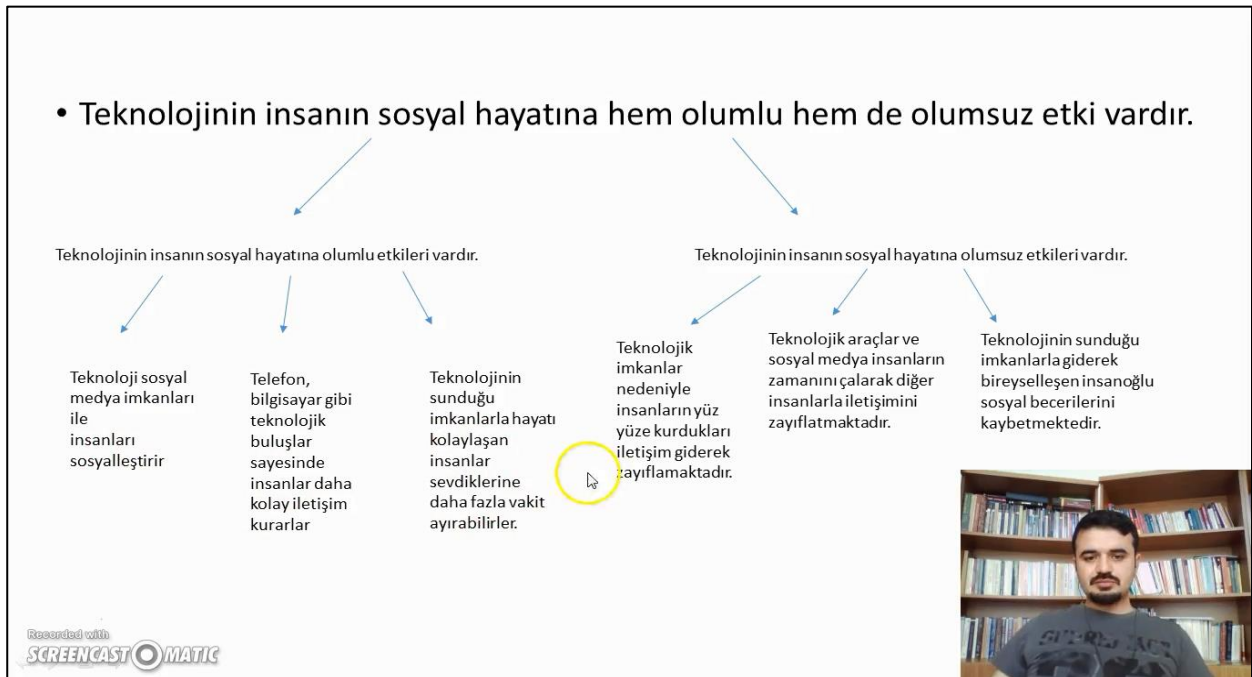 • Teknolojinin insanın sosyal hayatına hem olumlu hem de olumsuz etki vardır.
Teknolojinin insanın sosyal hayatına olumlu etkileri vardır.
Teknoloji sosyal
medya imkanları
ile
insanları
sosyalleştirir
Telefon,
bilgisayar gibi
teknolojik
buluşlar
sayesinde
insanlar daha
kolay iletişim
kurarlar
Teknolojinin
sunduğu
imkanlarla hayatı
kolaylaşan
insanlar
sevdiklerine
daha fazla vakit
ayırabilirler.
Teknolojinin insanın sosyal hayatına olumsuz etkileri vardır.
Teknolojik
imkanlar
nedeniyle
insanların yüz
yüze kurdukları
iletişim giderek
zayıflamaktadır.
Teknolojik araçlar ve
sosyal medya insanların
zamanını çalarak diğer
insanlarla iletişimini
zayıflatmaktadır.
Teknolojinin sunduğu
imkanlarla giderek
bireyselleşen insanoğlu
sosyal becerilerini
kaybetmektedir.
Recorded with
SCREENCAST MATIC